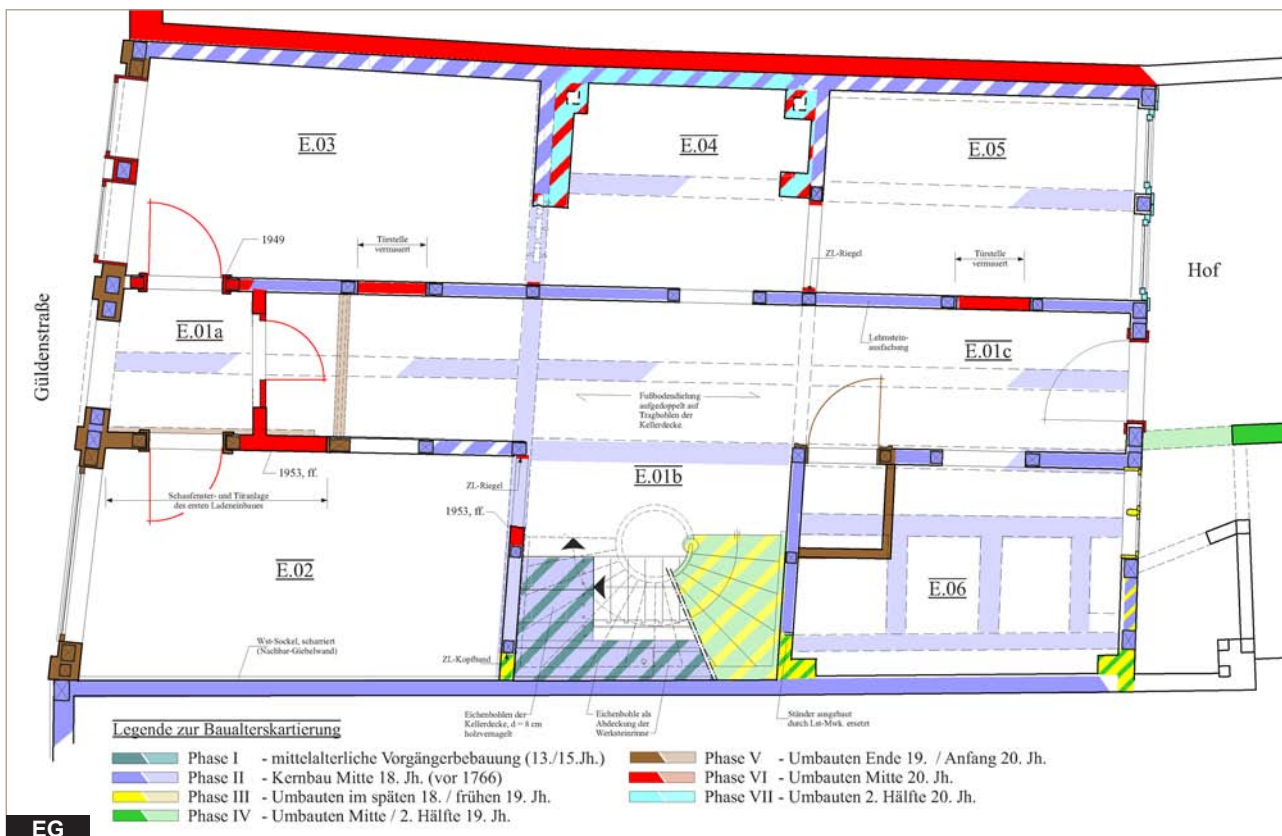 E.03
E.04
E.05
1949
Türstelle
vermauert
ZL-Riegel
Türstelle
vermauert
Hof
Güldenstraße
E.01a
Lehmstein-
ausfachung
E.01c
Fußbodendielung
aufgedoppelt auf
Tragbohlen der
Kellerdecke
1953, ff.
ZL-Riegel
E.01b
Schaufenster- und Türanlage
des ersten Ladeneinbaues
1953, ff.
E.02
E.06
Wst-Sockel, scharriert
(Nachbar-Giebelwand)
ZL-Kopfband
Eichenbohlen der
Kellerdecke, d = 8 cm
holzvernagelt
Eichenbohle als
Abdeckung der
Werksteinrinne
Ständer ausgebaut
durch Lst-Mwk. ersetzt
Legende zur Baualterskartierung
Phase I - mittelalterliche Vorgängerbebauung (13./15.Jh.)
Phase II - Kernbau Mitte 18. Jh. (vor 1766)
Phase III - Umbauten im späten 18. / frühen 19. Jh.
Phase IV - Umbauten Mitte / 2. Hälfte 19. Jh.
Phase V - Umbauten Ende 19. / Anfang 20. Jh.
Phase VI - Umbauten Mitte 20. Jh.
Phase VII - Umbauten 2. Hälfte 20. Jh.
EG